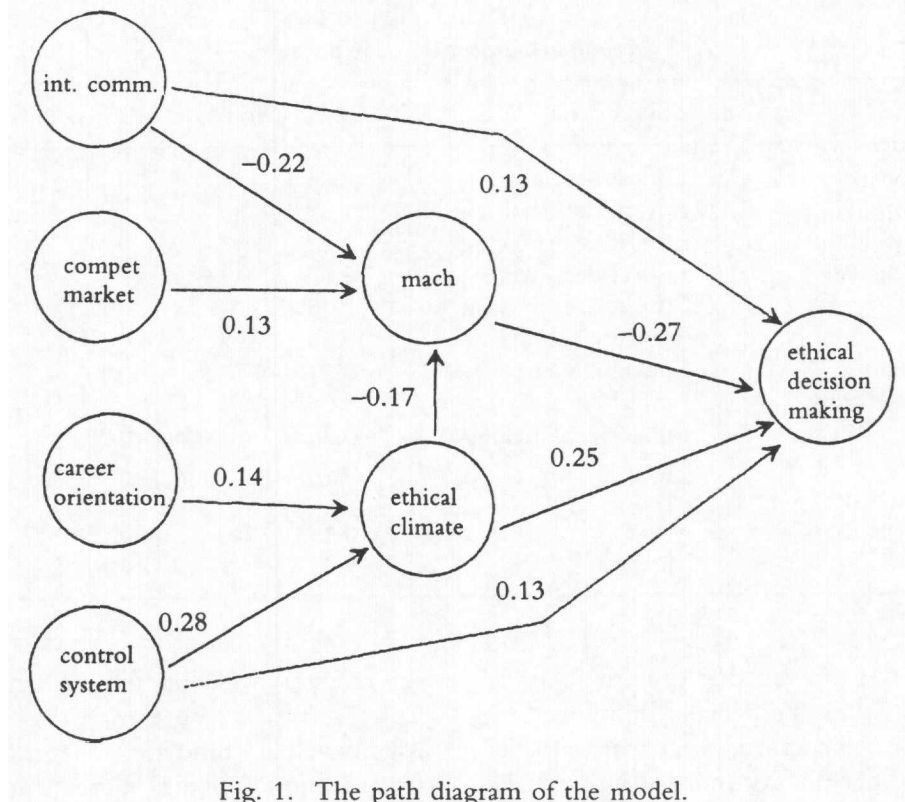 int. comm.
-0.22
0.13
compet
market
0.13
mach
-0.27
ethical
decision
making
-0.17
career
orientation
0.14
ethical
climate
0.25
0.28
0.13
control
system
Fig. 1. The path diagram of the model.